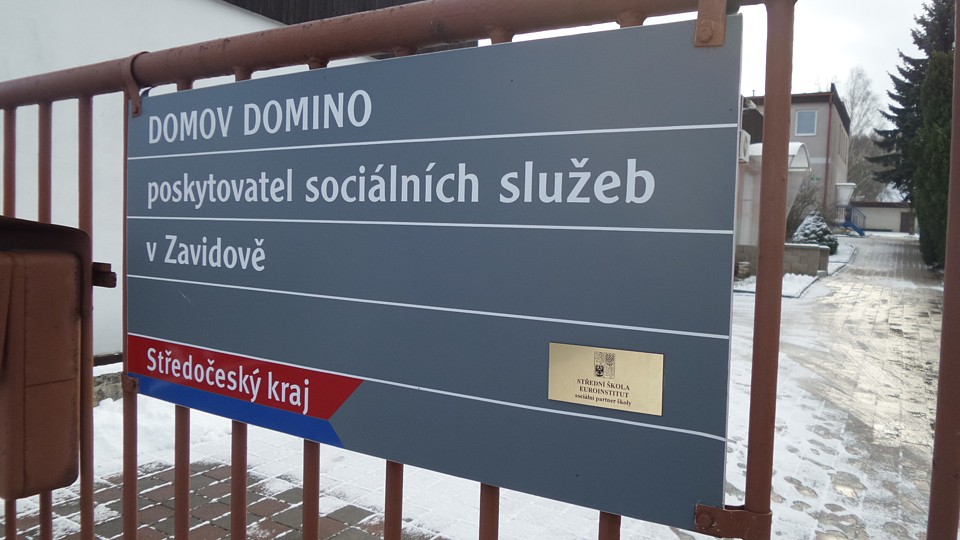 DOMOV DOMINO
poskytovatel sociálních služeb
v Zavidově
Středočeský kraj
STŘEDNÍ ŠKOLA
EUROINSTITUT
sociální partner školy